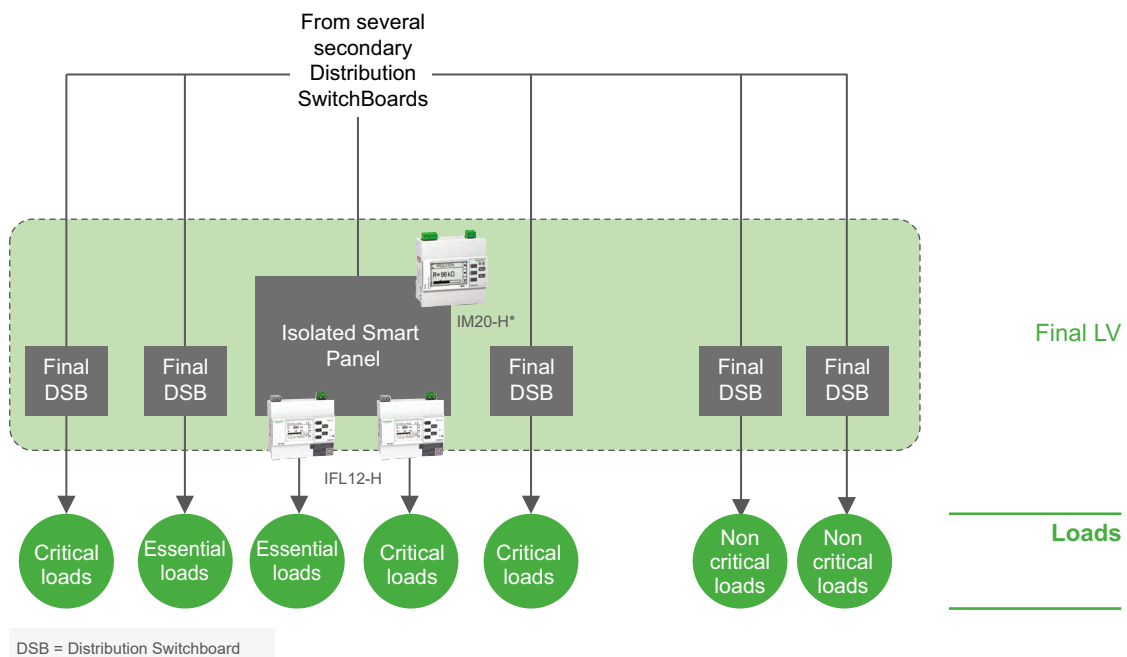 From several
secondary
Distribution
SwitchBoards
R=96 kΩ
IM20-H*
Isolated Smart
Panel
Final LV
Final
DSB
Final
DSB
Final
DSB
Final
DSB
Final
DSB
IFL12-H
Critical
loads
Essential
loads
Essential
loads
Critical
loads
Critical
loads
Non
critical
loads
Non
critical
loads
Loads
DSB = Distribution Switchboard